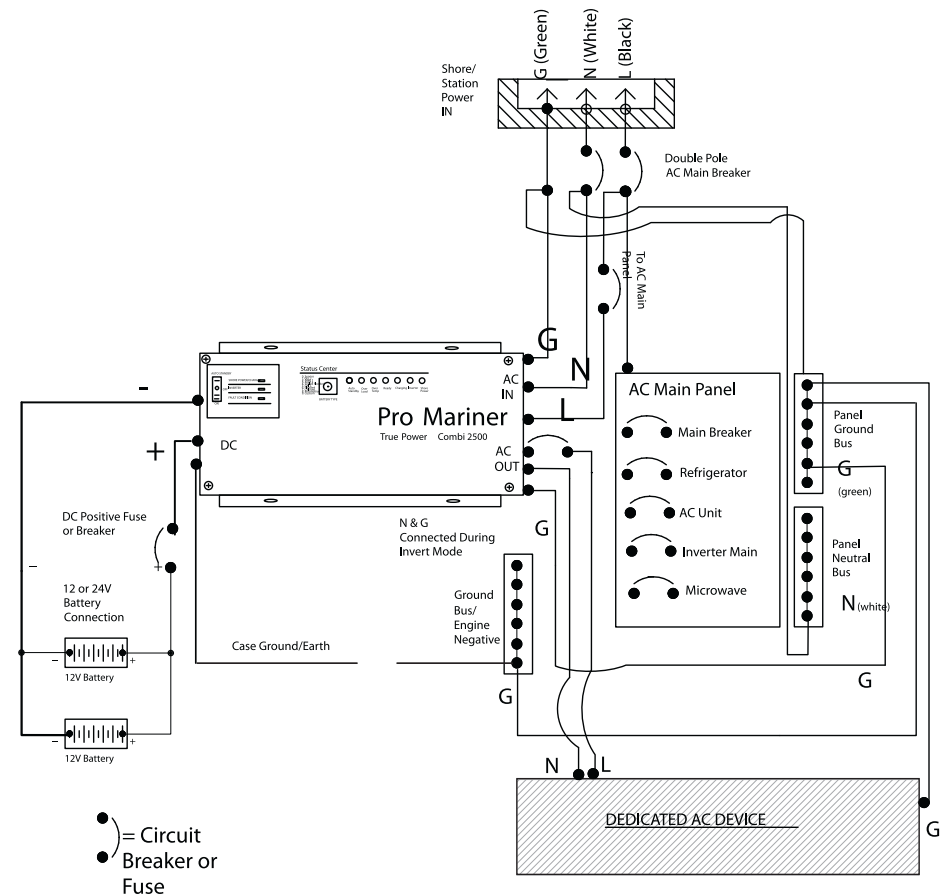 G (Green)
N (White)
L (Black)
Shore/
Station
Power
IN
Double Pole
AC Main Breaker
To AC Main
Panel
G
N
L
Status Center
BATTERY TYPE
AC
IN
Pro Mariner
True Power Combi 2500
DC
AC
OUT
-
+
G
DC Positive Fuse
or Breaker
N & G
Connected During
Invert Mode
12 or 24V
Battery
Connection
-
+
- +
12V Battery
- +
12V Battery
Case Ground/Earth
Ground
Bus/
Engine
Negative
G
AC Main Panel
Main Breaker
Refrigerator
AC Unit
Inverter Main
Microwave
Panel
Ground
Bus
G
(green)
Panel
Neutral
Bus
N (white)
G
N
L
DEDICATED AC DEVICE
G
= Circuit
Breaker or
Fuse